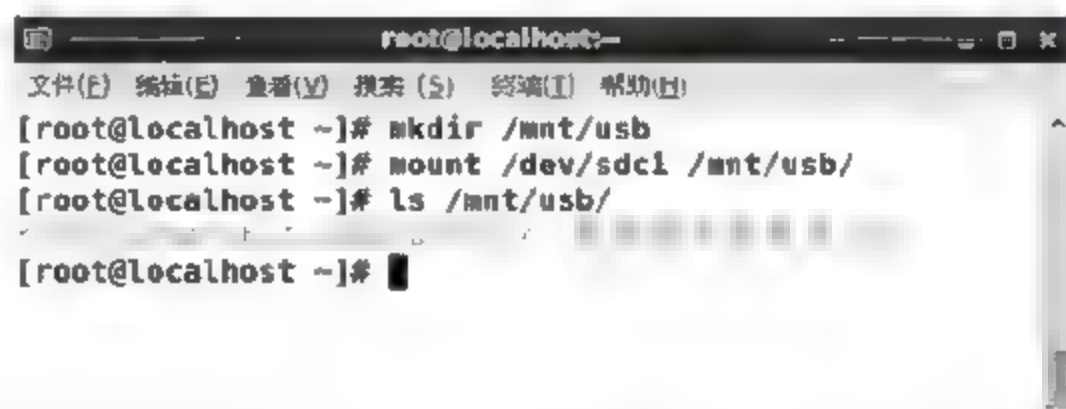 root@localhost:~
文件(F) 编辑(E) 查看(V) 搜索 (S) 终端(T) 帮助(H)
[root@localhost ~]# mkdir /mnt/usb
[root@localhost ~]# mount /dev/sdc1 /mnt/usb/
[root@localhost ~]# ls /mnt/usb/
[root@localhost ~]#